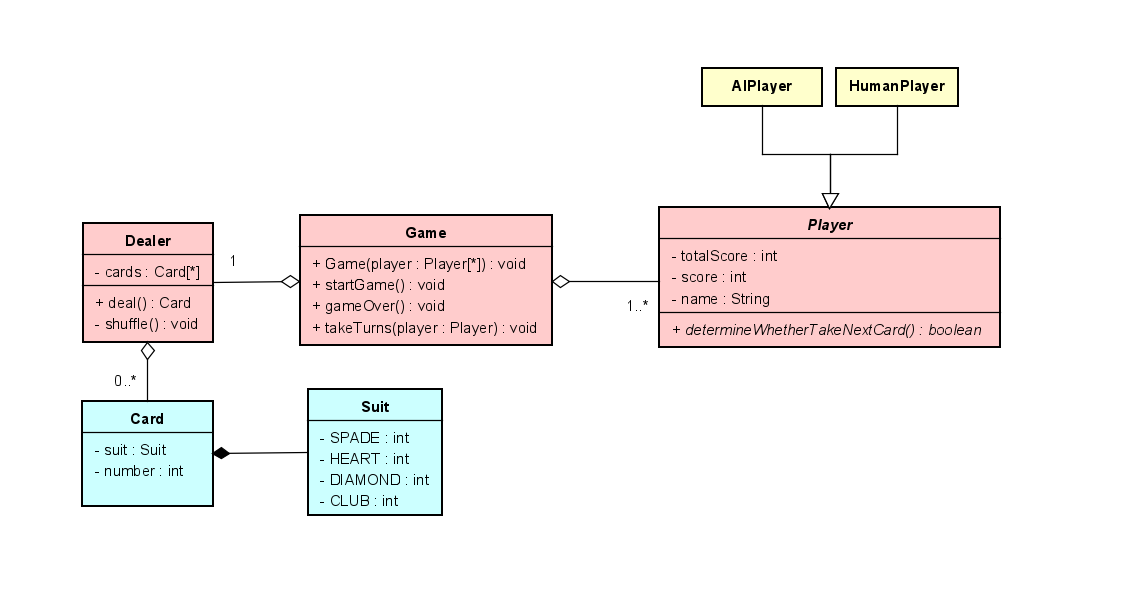 AIPlayer
HumanPlayer
Dealer
- cards : Card[*]
+ deal() : Card
- shuffle() : void
1
Game
+ Game(player : Player[*]) : void
+ startGame() : void
+ gameOver() : void
+ takeTurns(player : Player) : void
1..*
Player
- totalScore : int
- score : int
- name : String
+ determineWhetherTakeNextCard() : boolean
0..*
Card
- suit : Suit
- number : int
Suit
- SPADE : int
- HEART : int
- DIAMOND : int
- CLUB : int